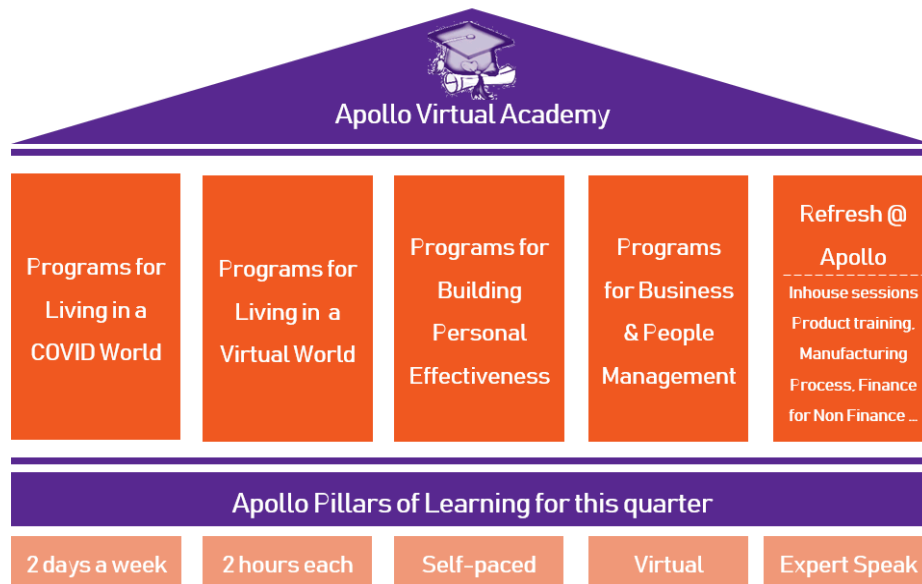 Apollo Virtual Academy
Programs for
Living in a
COVID World
Programs for
Living in a
Virtual World
Programs for
Building
Personal
Effectiveness
Programs
for Business
& People
Management
Refresh @
Apollo
Inhouse sessions
Product training,
Manufacturing
Process, Finance
for Non Finance ...
Apollo Pillars of Learning for this quarter
2 days a week
2 hours each
Self-paced
Virtual
Expert Speak